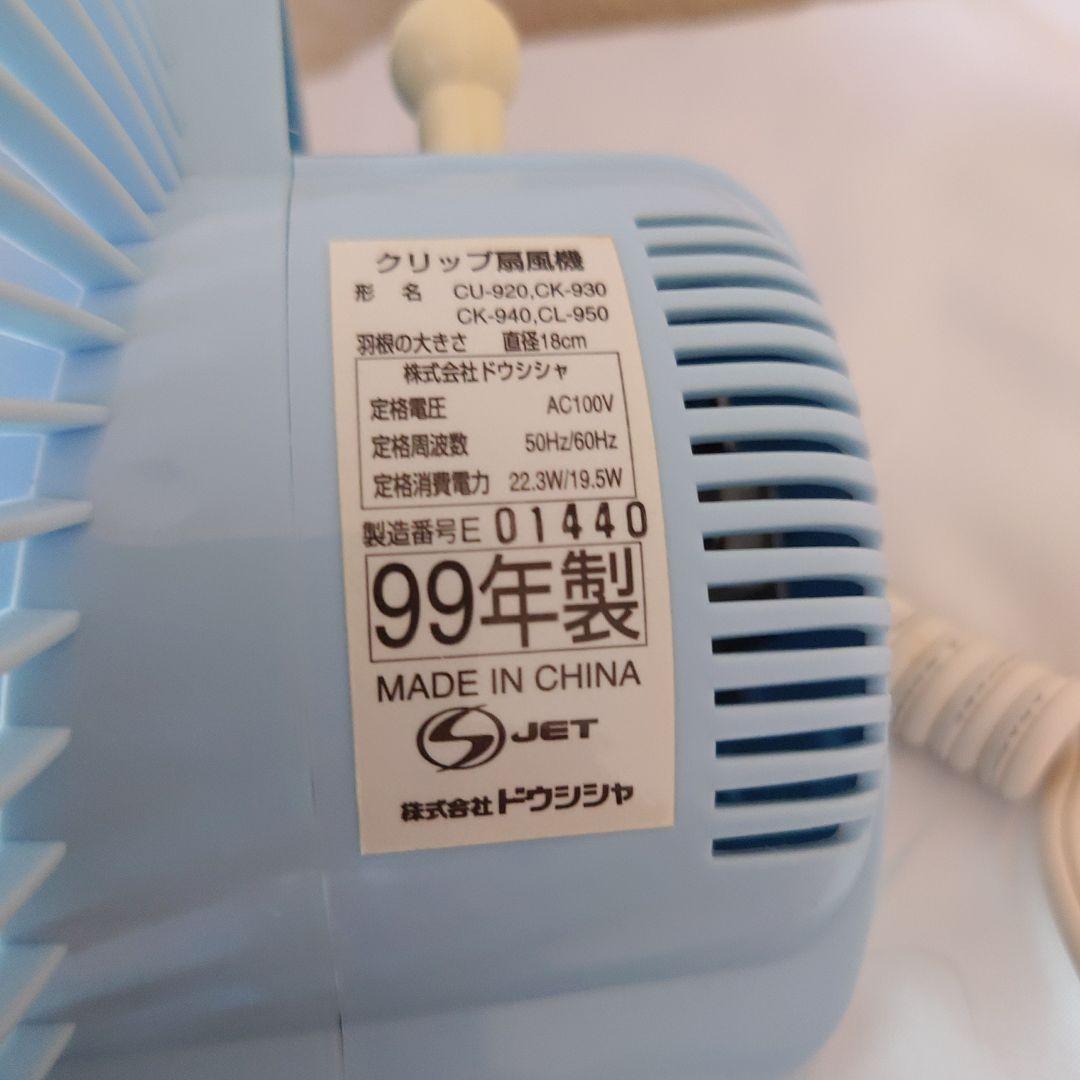 クリップ扇風機
形 名 CU-920,CK-930
CK-940,CL-950
羽根の大きさ 直径18cm
株式会社ドウシシャ
定格電圧 AC100V
定格周波数 50Hz/60Hz
定格消費電力 22.3W/19.5W
製造番号E 01440
99年製
MADE IN CHINA
S JET
株式会社 ドウシシヤ